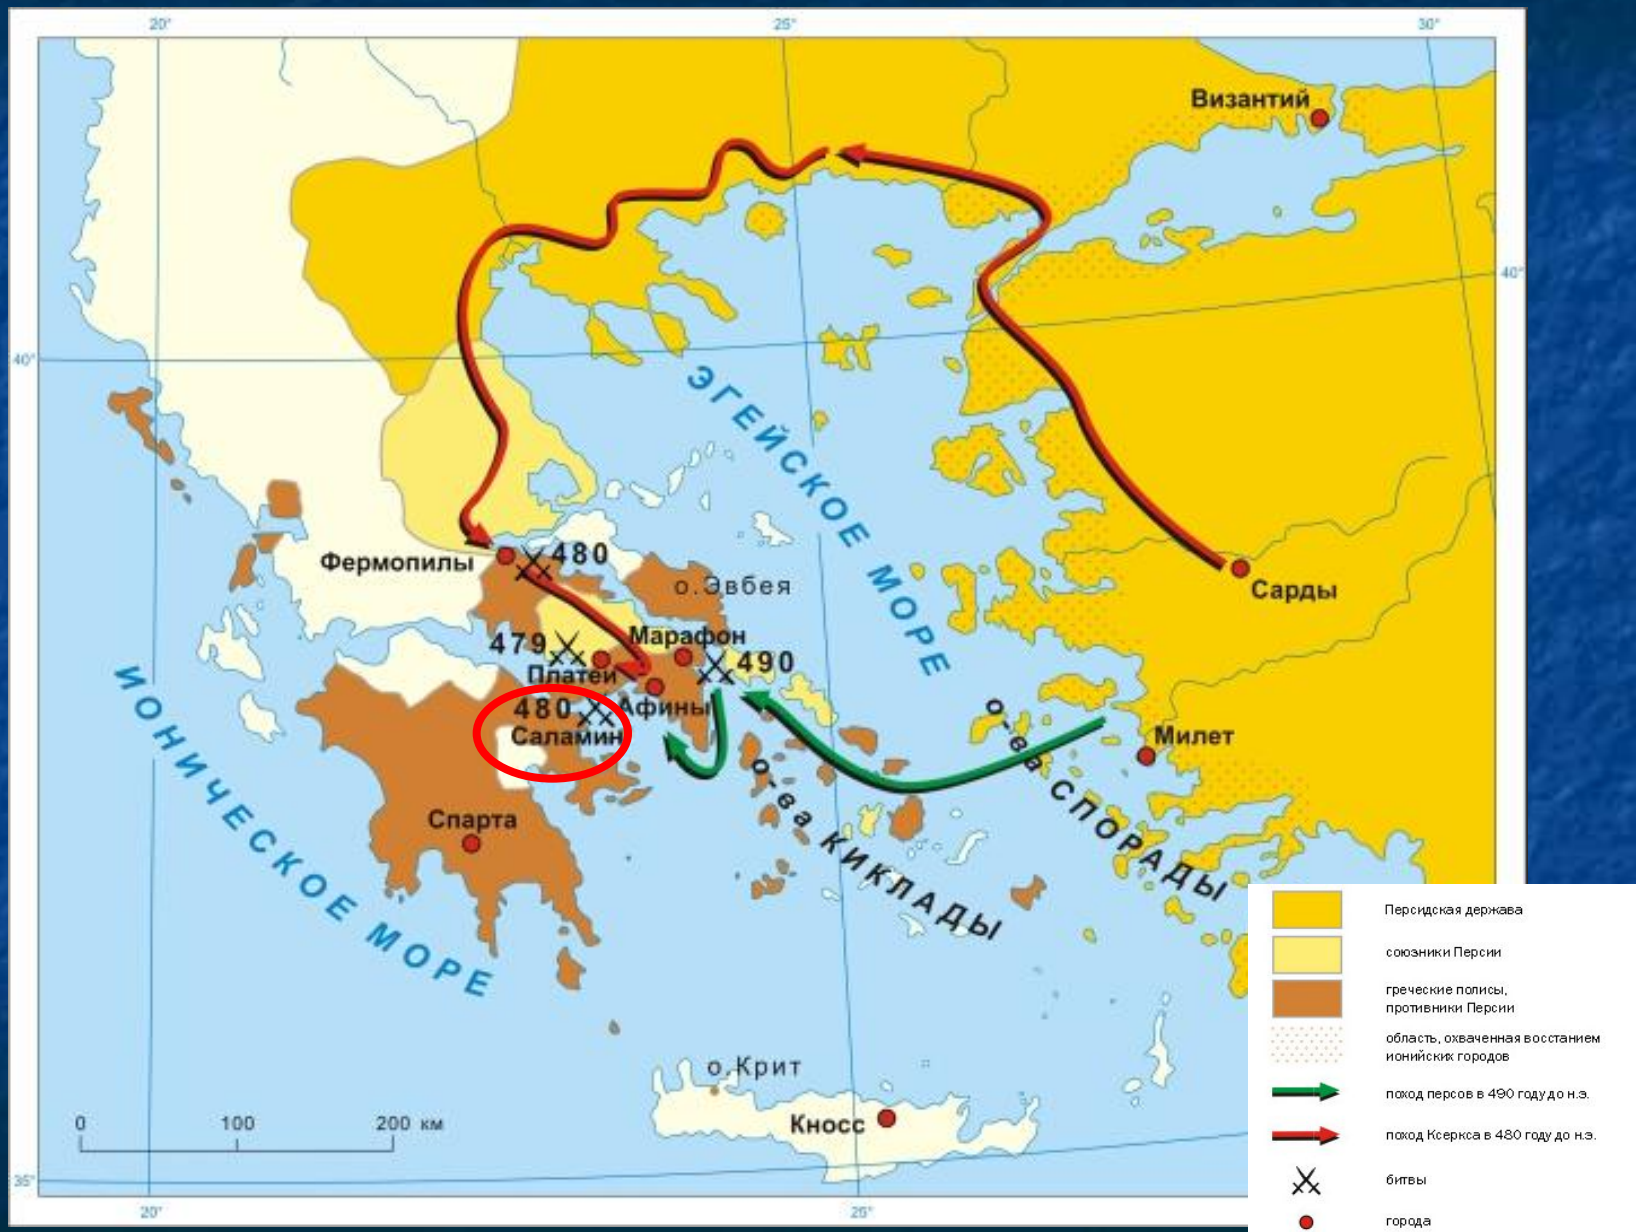 20°
25°
30°
Византий
40°
40°
ЭГЕЙСКОЕ МОРЕ
Фермопилы
480
о.Эвбея
Сарды
479
Марафон
490
Платеи
480
Афины
Саламин
Милет
о-ва СПОРАДЫ
о-ва КИКЛАДЫ
ИОНИЧЕСКОЕ МОРЕ
Спарта
о.Крит
Кносс
0 100 200 км
35°
20°
25°
Персидская держава
союзники Персии
греческие полисы,
противники Персии
область, охваченная восстанием
ионийских городов
поход персов в 490 году до н.э.
поход Ксеркса в 480 году до н.э.
битвы
города